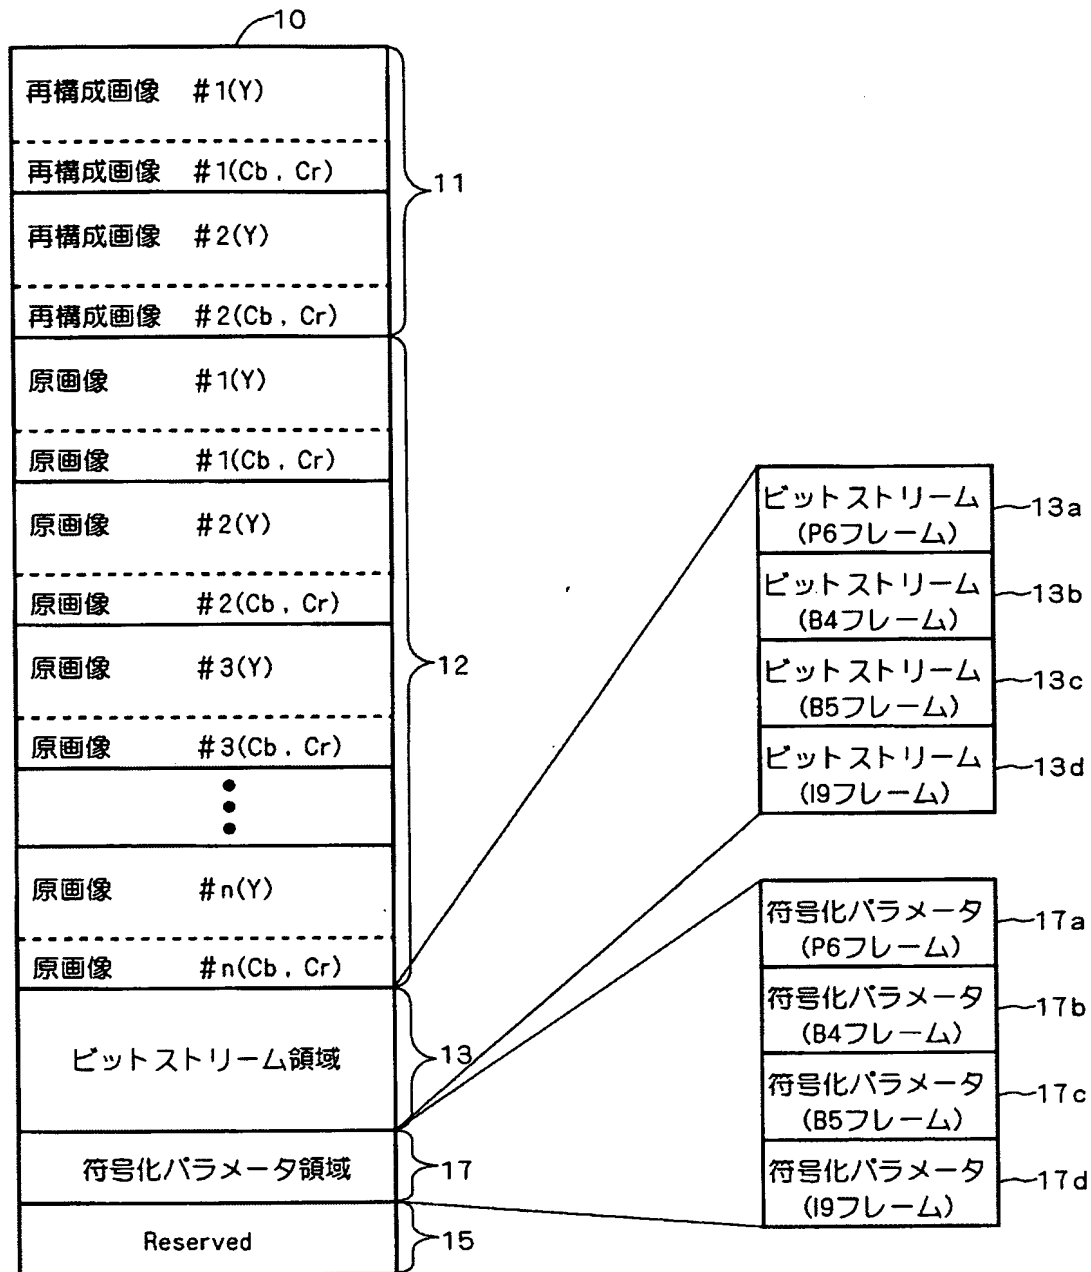 10
再構成画像 #1(Y)
再構成画像 #1(Cb, Cr)
11
再構成画像 #2(Y)
再構成画像 #2(Cb, Cr)
原画像 #1(Y)
原画像 #1(Cb, Cr)
原画像 #2(Y)
原画像 #2(Cb, Cr)
原画像 #3(Y)
12
原画像 #3(Cb, Cr)
原画像 #n(Y)
原画像 #n(Cb, Cr)
ビットストリーム領域
13
符号化パラメータ領域
17
Reserved
15
ビットストリーム
(P6フレーム)
13a
ビットストリーム
(B4フレーム)
13b
ビットストリーム
(B5フレーム)
13c
ビットストリーム
(I9フレーム)
13d
符号化パラメータ
(P6フレーム)
17a
符号化パラメータ
(B4フレーム)
17b
符号化パラメータ
(B5フレーム)
17c
符号化パラメータ
(I9フレーム)
17d